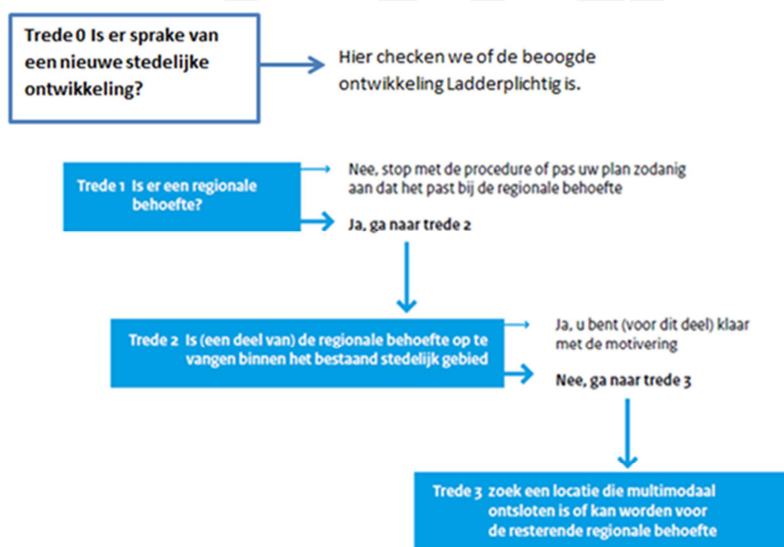 Trede 0 Is er sprake van
een nieuwe stedelijke
ontwikkeling?
Hier checken we of de beoogde
ontwikkeling Ladderplichtig is.
Trede 1 Is er een regionale
behoefte?
Nee, stop met de procedure of pas uw plan zodanig
aan dat het past bij de regionale behoefte
Ja, ga naar trede 2
Trede 2 Is (een deel van) de regionale behoefte op te
vangen binnen het bestaand stedelijk gebied
Ja, u bent (voor dit deel) klaar
met de motivering
Nee, ga naar trede 3
Trede 3 zoek een locatie die multimodaal
ontsloten is of kan worden voor
de resterende regionale behoefte